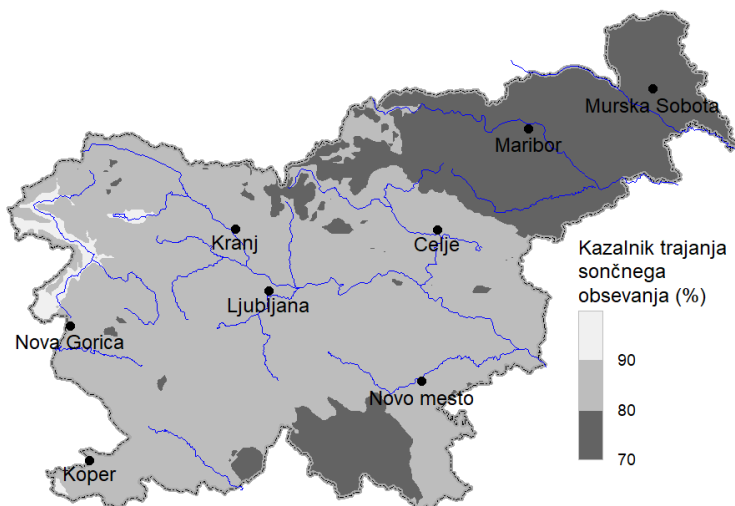 Murska Sobota
Maribor
Kranj
Celje
Ljubljana
Nova Gorica
Novo mesto
Koper
Kazalnik trajanja
sončnega
obsevanja (%)
90
80
70